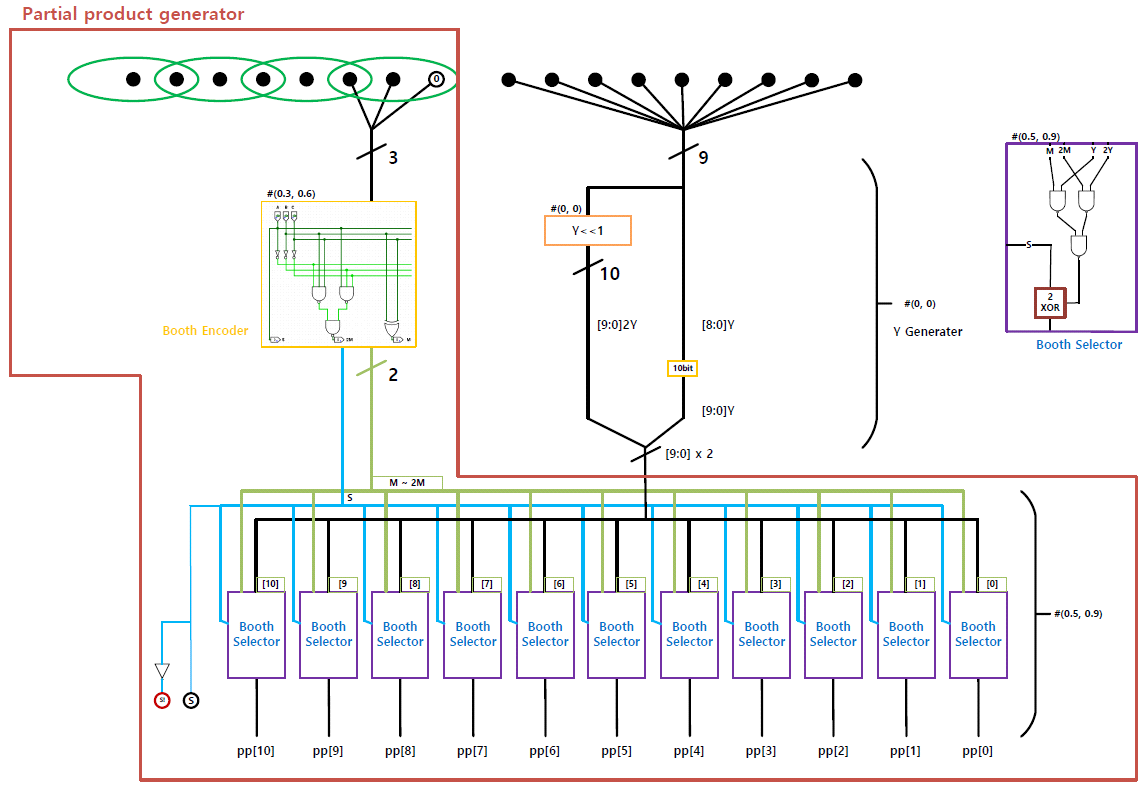 Partial product generator
0
3
9
#(0.5, 0.9)
M 2M Y 2Y
S
2
XOR
Booth Selector
#(0.3, 0.6)
A B C
S 2M M
Booth Encoder
2
#(0, 0)
Y<<1
10
[9:0]2Y
[8:0]Y
10bit
[9:0]Y
[9:0] x 2
#(0, 0)
Y Generater
M ~ 2M
S
[10] [9 [8] [7] [6] [5] [4] [3] [2] [1] [0]
Booth Selector
Booth Selector
Booth Selector
Booth Selector
Booth Selector
Booth Selector
Booth Selector
Booth Selector
Booth Selector
Booth Selector
Booth Selector
#(0.5, 0.9)
S
pp[10] pp[9] pp[8] pp[7] pp[6] pp[5] pp[4] pp[3] pp[2] pp[1] pp[0]